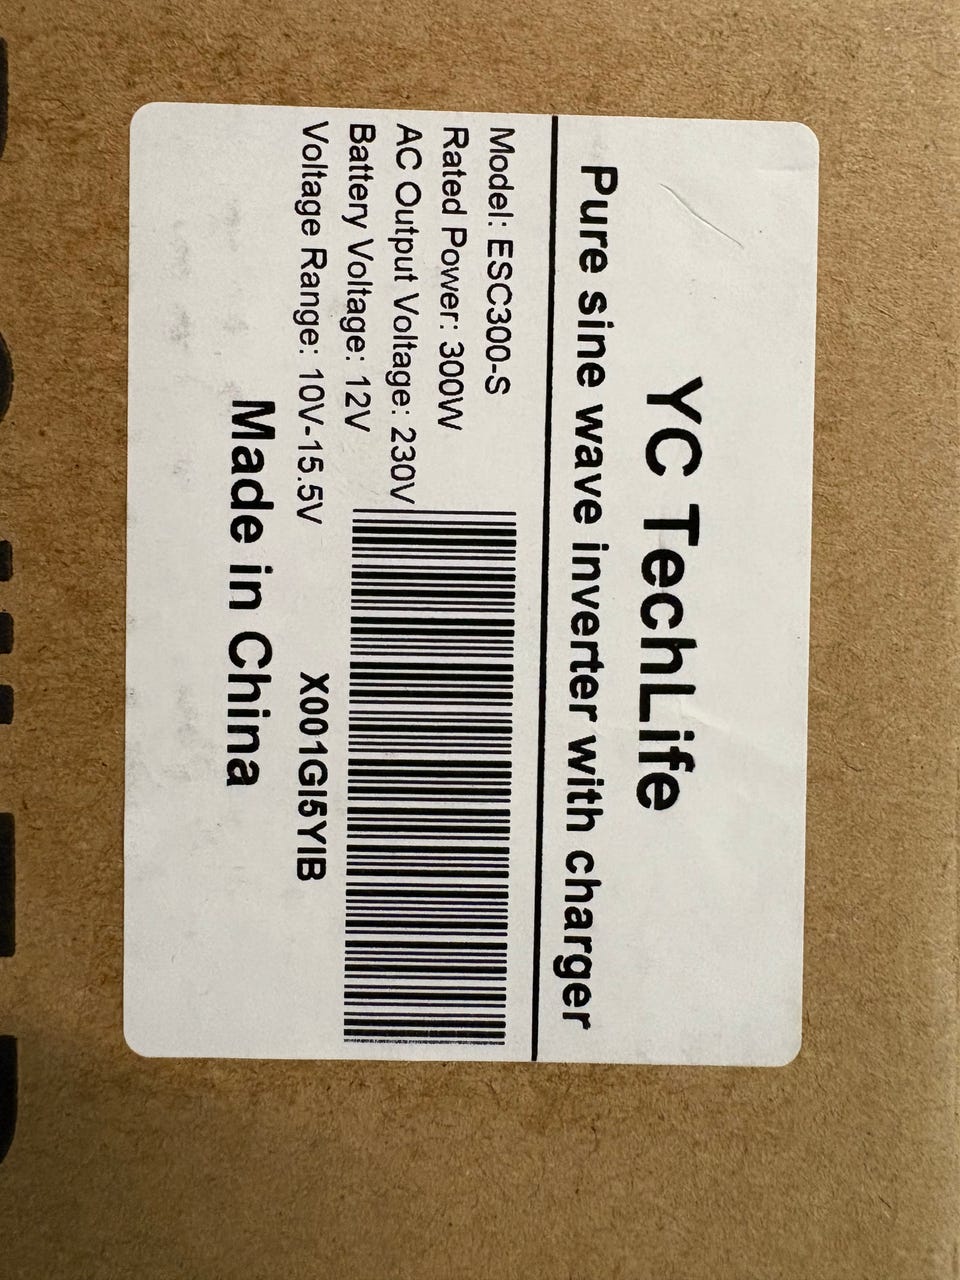 YC TechLife
Pure sine wave inverter with charger
Model: ESC300-S
Rated Power: 300W
AC Output Voltage: 230V
Battery Voltage: 12V
Voltage Range: 10V-15.5V
X001GI5YIB
Made in China